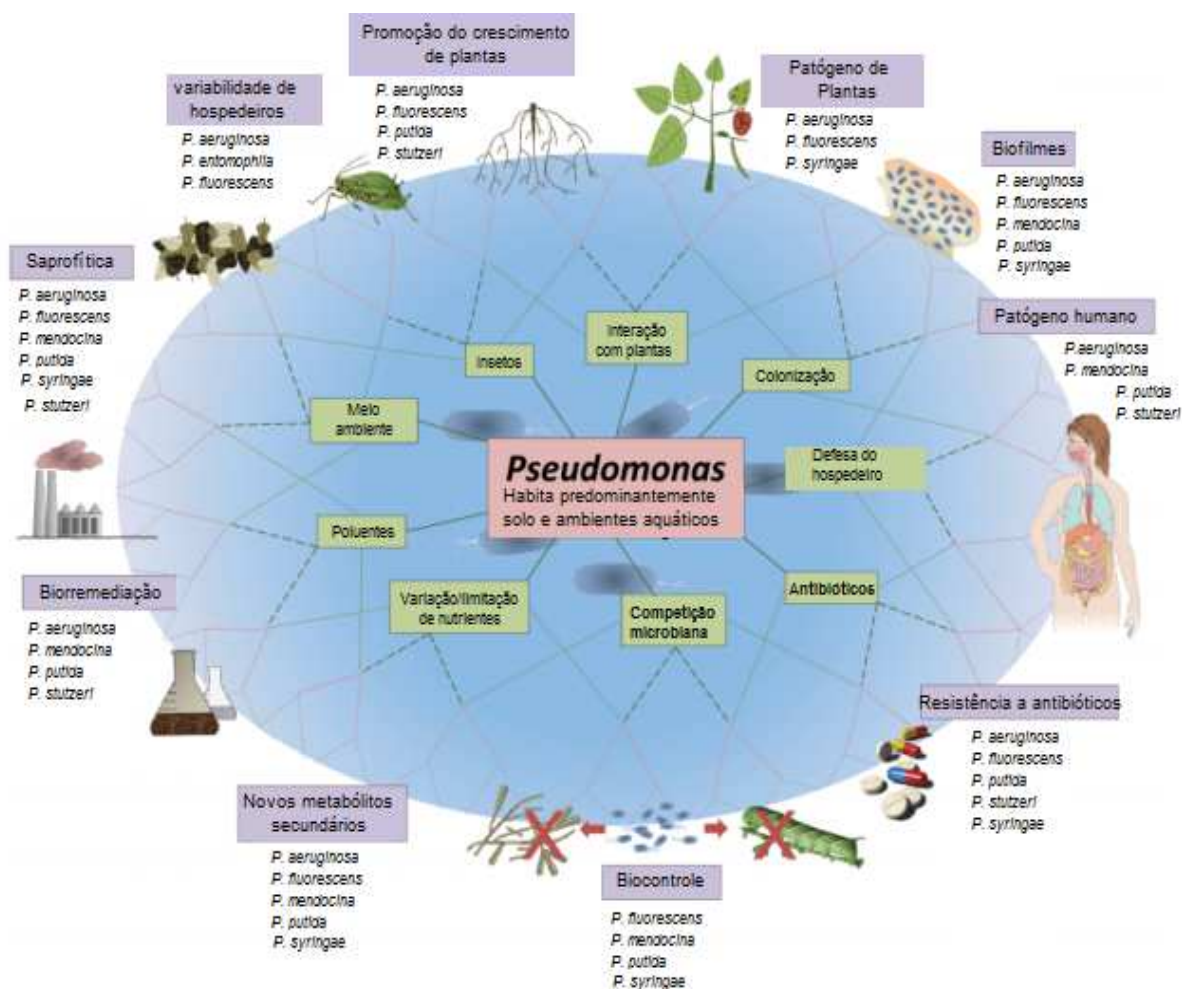 Promoção do crescimento
de plantas
P. aeruginosa
P. fluorescens
P. putida
P. stutzeri
variabilidade de
hospedeiros
P. aeruginosa
P. entomophila
P. fluorescens
Patógeno de
Plantas
P. aeruginosa
P. fluorescens
P. syringae
Biofilmes
P. aeruginosa
P. fluorescens
P. mendocina
P. putida
P. syringae
Saprofítica
P. aeruginosa
P. fluorescens
P. mendocina
P. putida
P. syringae
P. stutzeri
Patógeno humano
P.aeruginosa
P. mendocina
P. putida
P. stutzeri
Insetos
Interação
com plantas
Colonização
Meio
ambiente
Defesa do
hospedeiro
Pseudomonas
Habita predominantemente
solo e ambientes aquáticos
Poluentes
Variação/limitação
de nutrientes
Competição
microbiana
Antibióticos
Biorremediação
P. aeruginosa
P. mendocina
P. putida
P. stutzeri
Resistência a antibióticos
P. aeruginosa
P. fluorescens
P. putida
P. stutzeri
P. syringae
Novos metabólitos
secundários
P. aeruginosa
P. fluorescens
P. mendocina
P. putida
P. syringae
Biocontrole
P. fluorescens
P. mendocina
P. putida
P. syringae